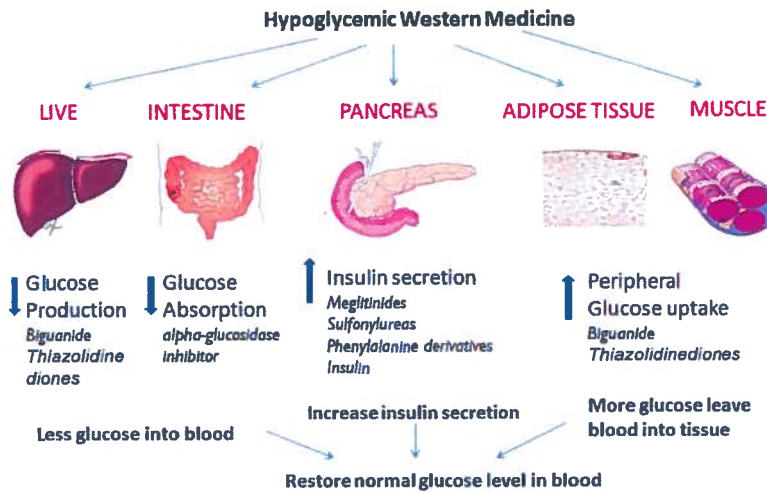 Hypoglycemic Western Medicine
LIVE
INTESTINE
PANCREAS
ADIPOSE TISSUE
MUSCLE
Glucose
Production
Biguanide
Thiazolidine
diones
Glucose
Absorption
alpha-glucosidase
inhibitor
Insulin secretion
Meglitinides
Sulfonylureas
Phenylalanine derivatives
Insulin
Peripheral
Glucose uptake
Biguanide
Thiazolidinediones
Less glucose into blood
Increase insulin secretion
More glucose leave
blood into tissue
Restore normal glucose level in blood